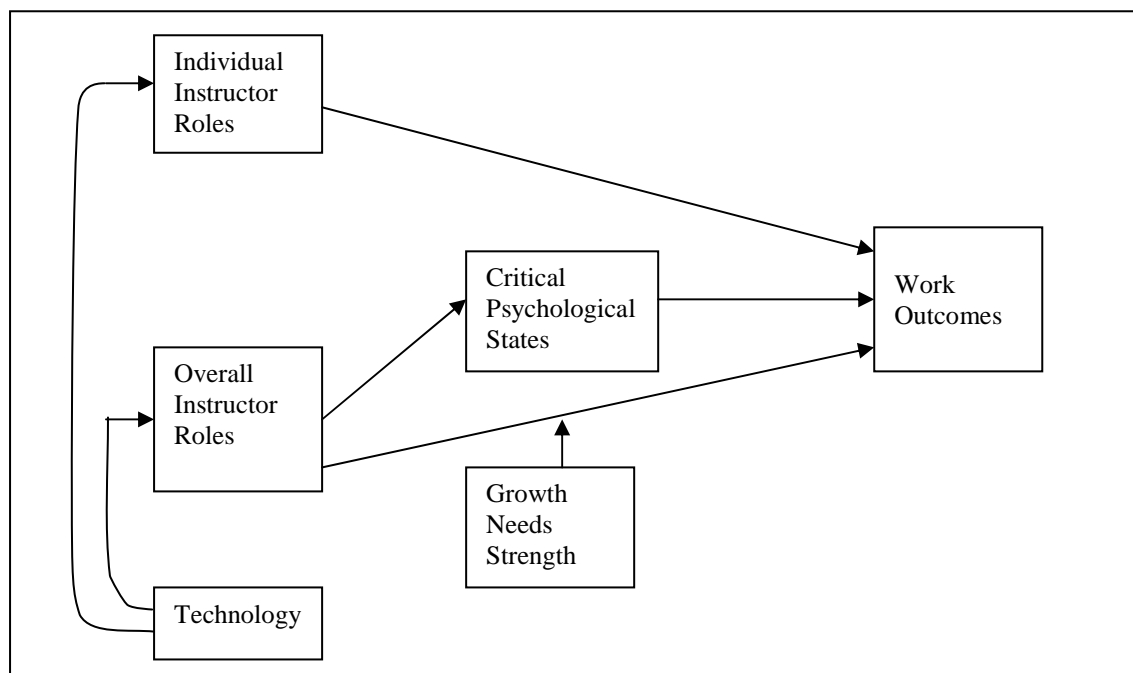 Individual
Instructor
Roles
Critical
Psychological
States
Work
Outcomes
Overall
Instructor
Roles
Growth
Needs
Strength
Technology